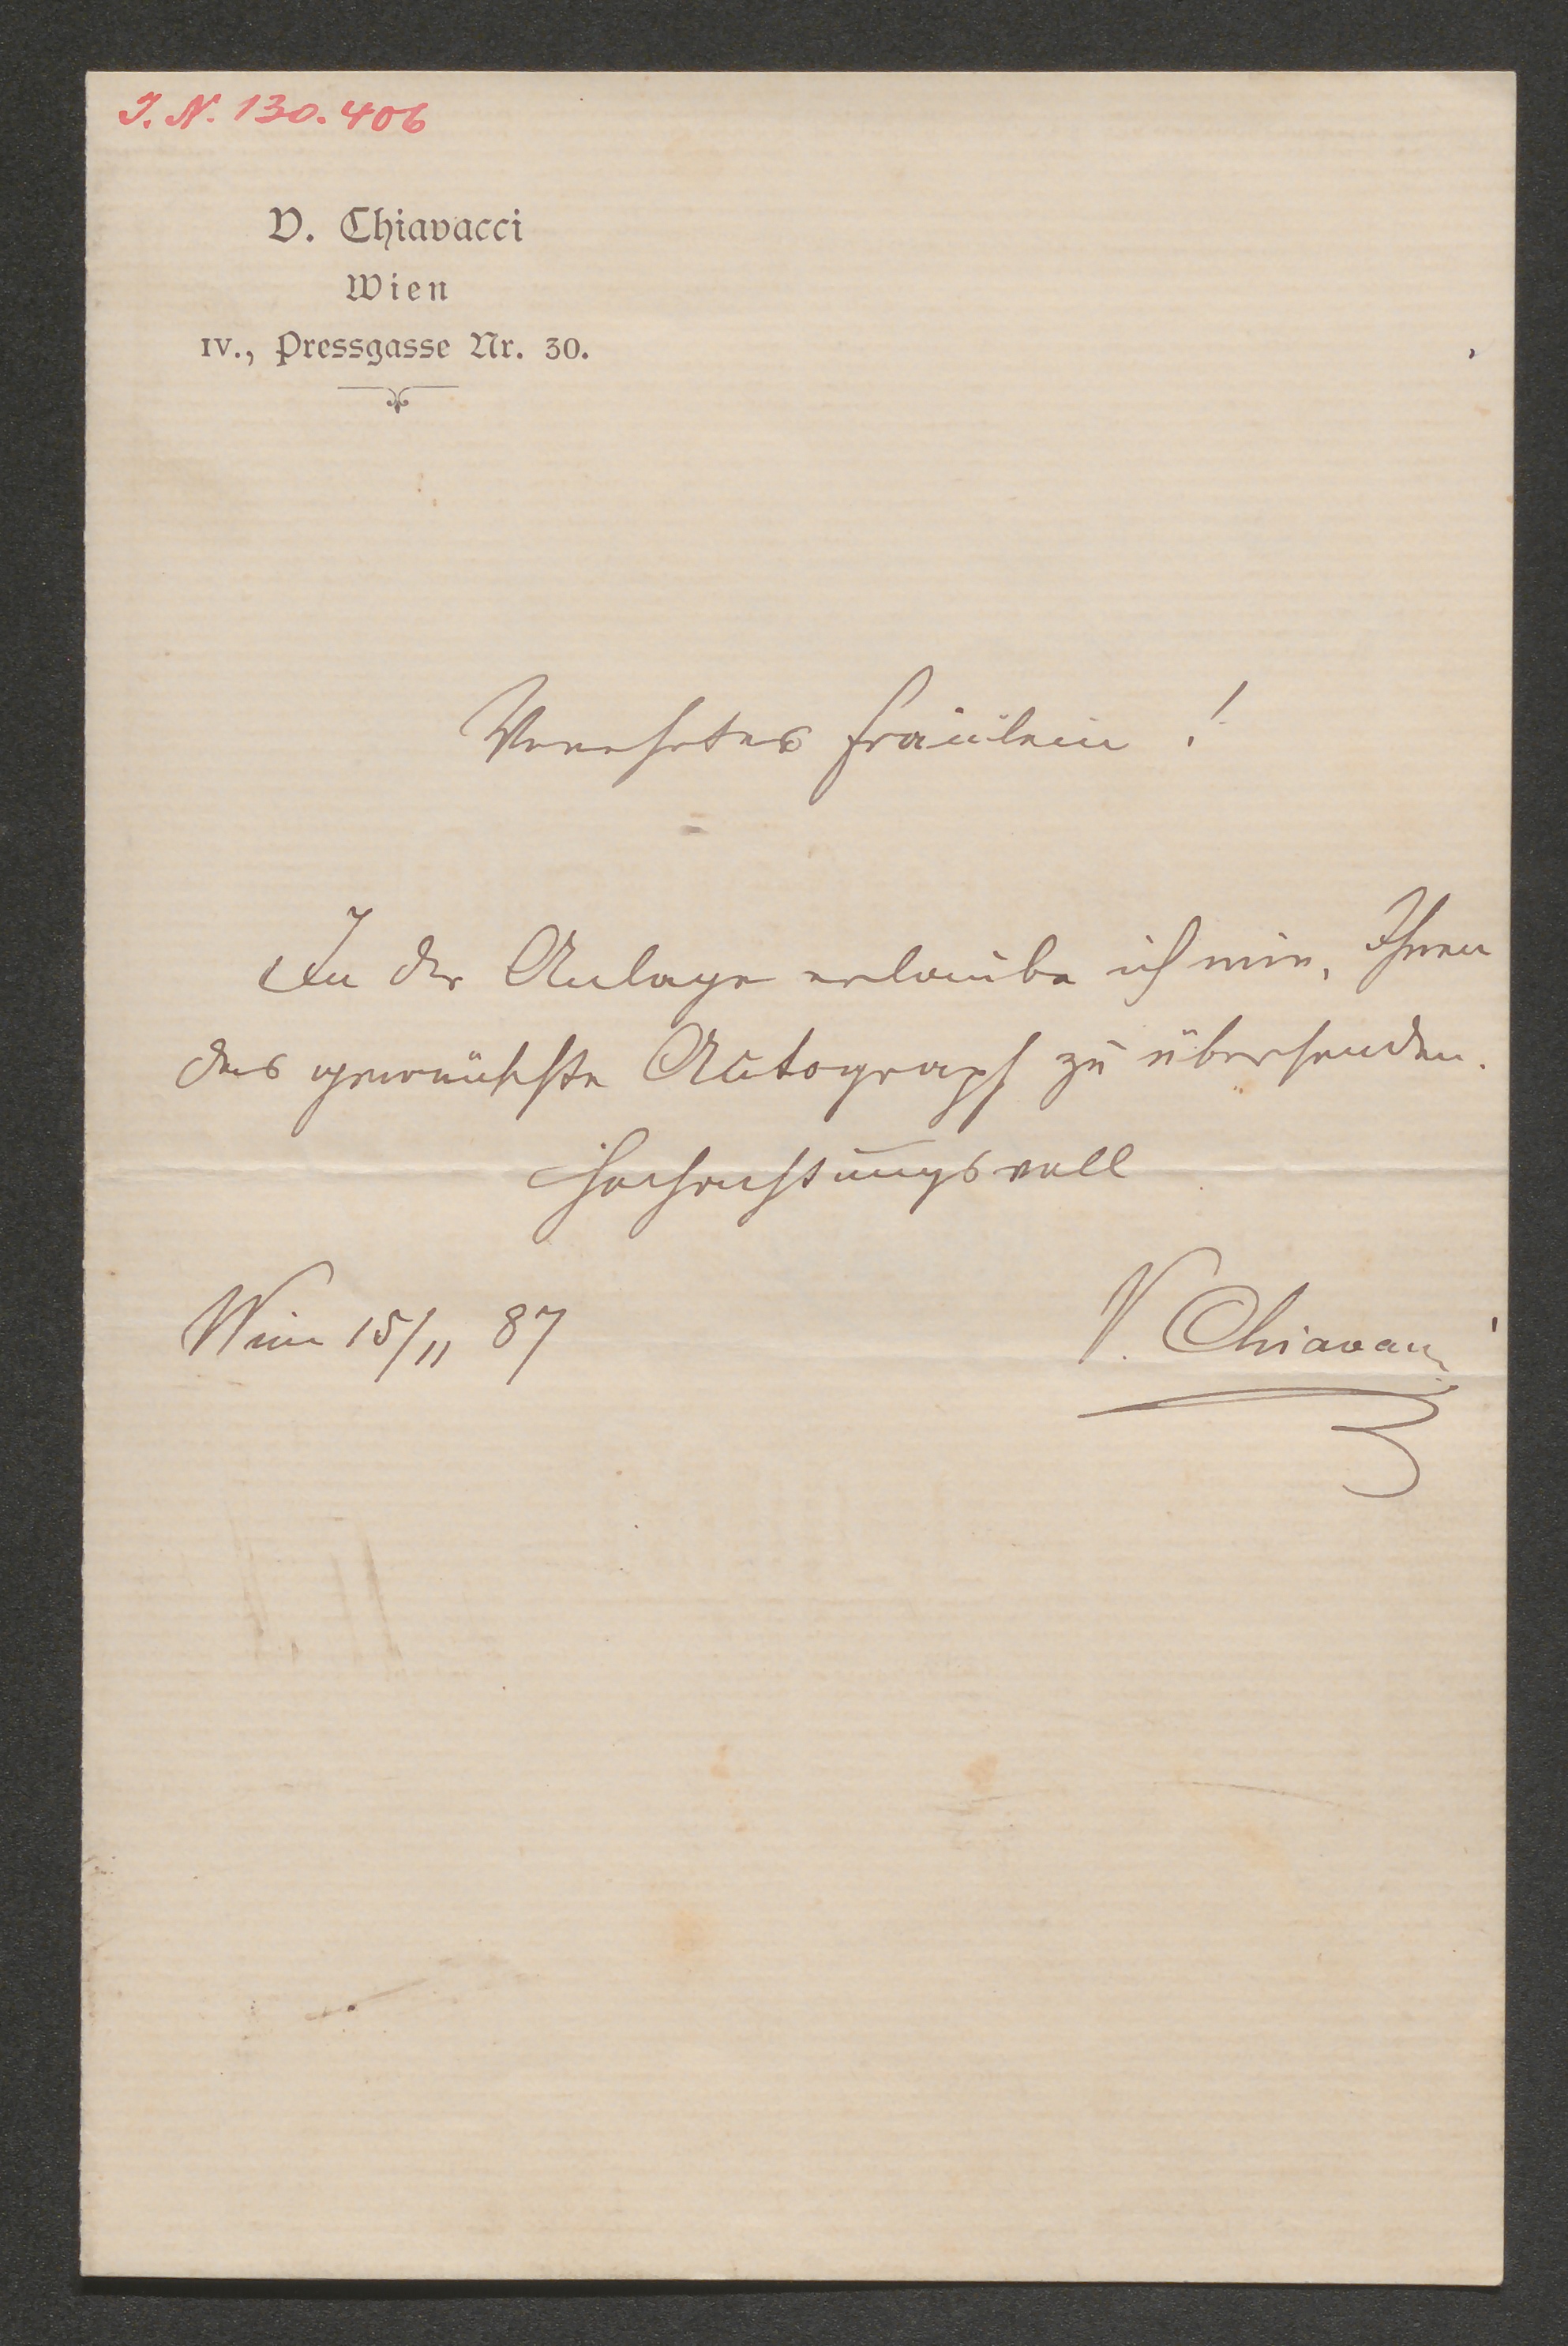 I. N. 130.406
V. Chiavacci
Wien
IV., Pressgasse Nr. 30.
Verehrtes Fräulein !
In der Anlage erlaube ich mir, Ihnen
das gewünschte Autograph zu übersenden.
Hochachtungsvoll
Wien 15/11 87
V. Chiavacci